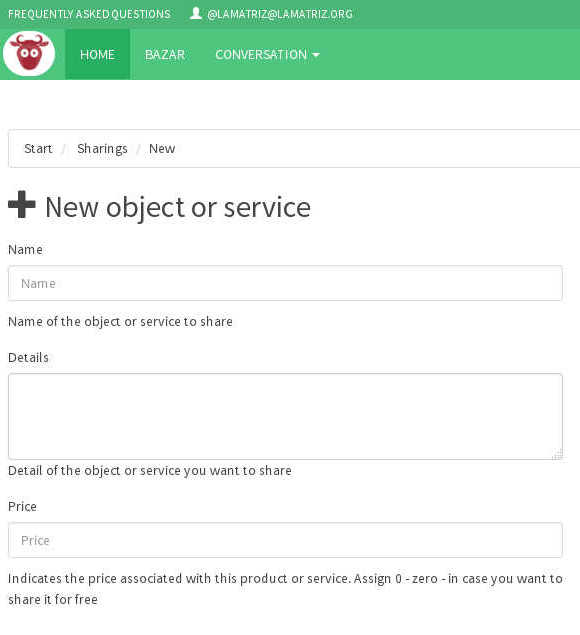 FREQUENTLY ASKED QUESTIONS @LAMATRIZ@LAMATRIZ.ORG
HOME BAZAR CONVERSATION
Start / Sharings / New
New object or service
Name
Name
Name of the object or service to share
Details
Detail of the object or service you want to share
Price
Price
Indicates the price associated with this product or service. Assign 0 - zero - in case you want to
share it for free